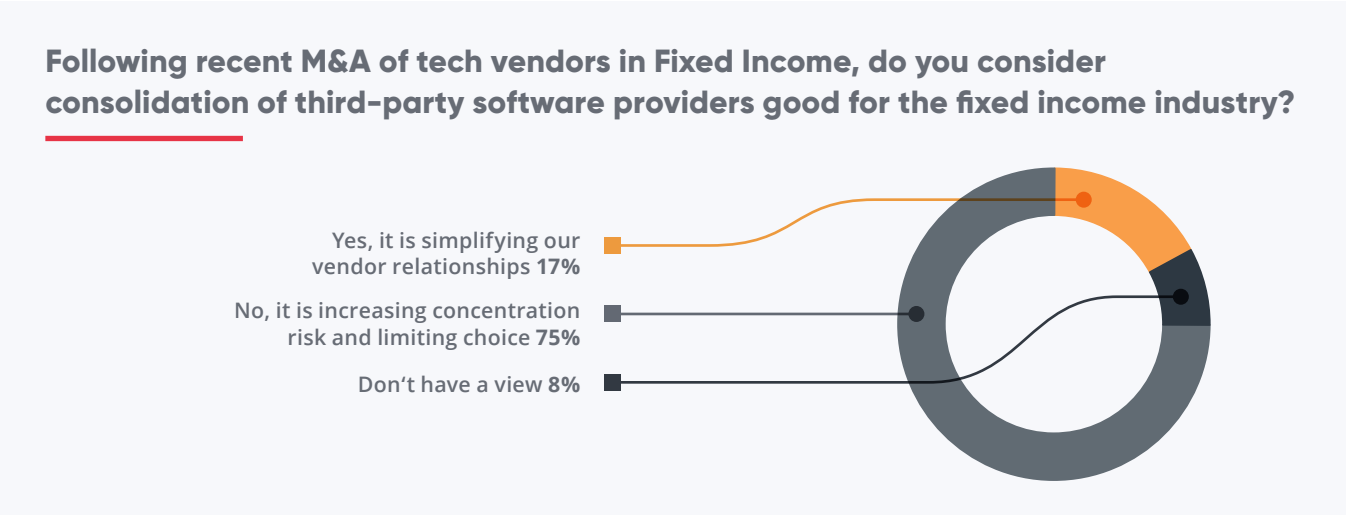 Following recent M&A of tech vendors in Fixed Income, do you consider
consolidation of third-party software providers good for the fixed income industry?
Yes, it is simplifying our
vendor relationships 17%
No, it is increasing concentration
risk and limiting choice 75%
Don‘t have a view 8%